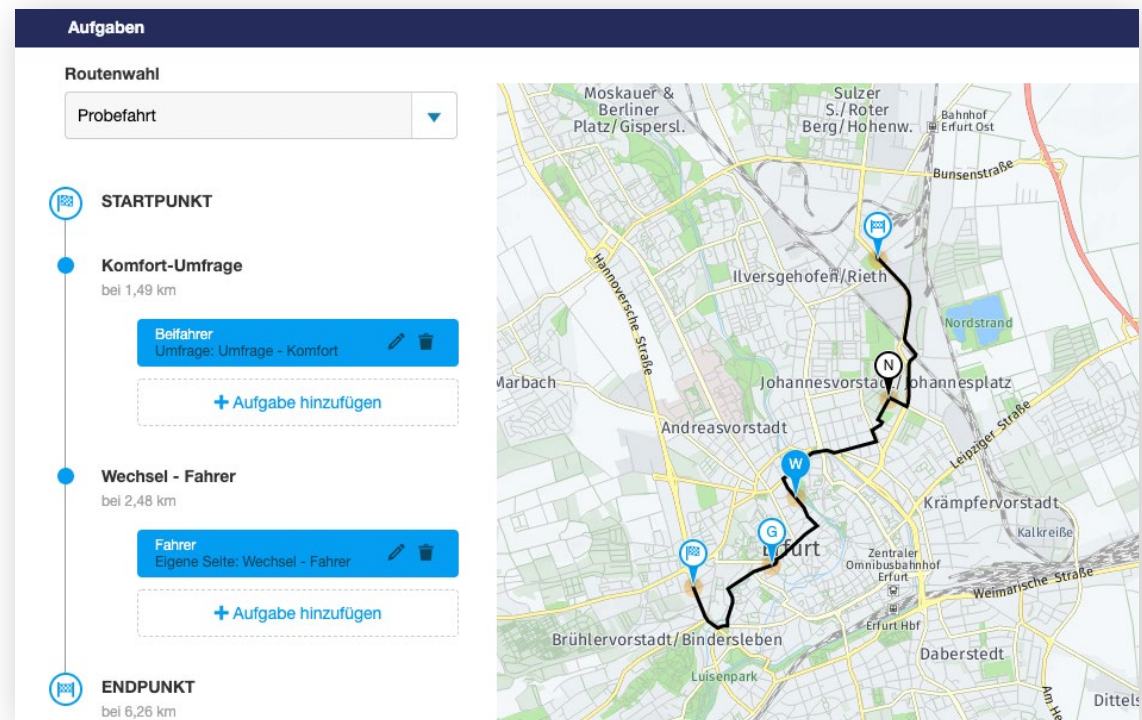 Aufgaben
Routenwahl
Probefahrt
STARTPUNKT
Komfort-Umfrage
bei 1,49 km
Beifahrer
Umfrage: Umfrage - Komfort
+ Aufgabe hinzufügen
Wechsel - Fahrer
bei 2,48 km
Fahrer
Eigene Seite: Wechsel - Fahrer
+ Aufgabe hinzufügen
ENDPUNKT
bei 6,26 km
Moskauer &
Berliner
Platz/Gispersl.
Sulzer
S./Roter
Berg/Hohenw.
Bahnhof
Erfurt Ost
Bunsenstraße
Hannoversche Straße
Ilversgehofen/Rieth
Nordstrand
N
Marbach
Johannesvorstadt/Johannesplatz
Andreasvorstadt
Leipziger Straße
W
Krämpfervorstadt
G
Erfurt
Kalkreiße
Zentraler
Omnibusbahnhof
Erfurt
Weimarische Straße
Erfurt Hbf
Brühlervorstadt/Bindersleben
Daberstedt
Luisenpark
Am He
Dittels